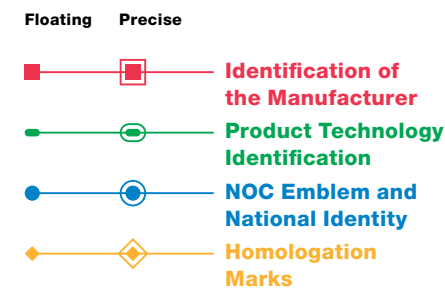 Floating Precise
Identification of
the Manufacturer
Product Technology
Identification
NOC Emblem and
National Identity
Homologation
Marks